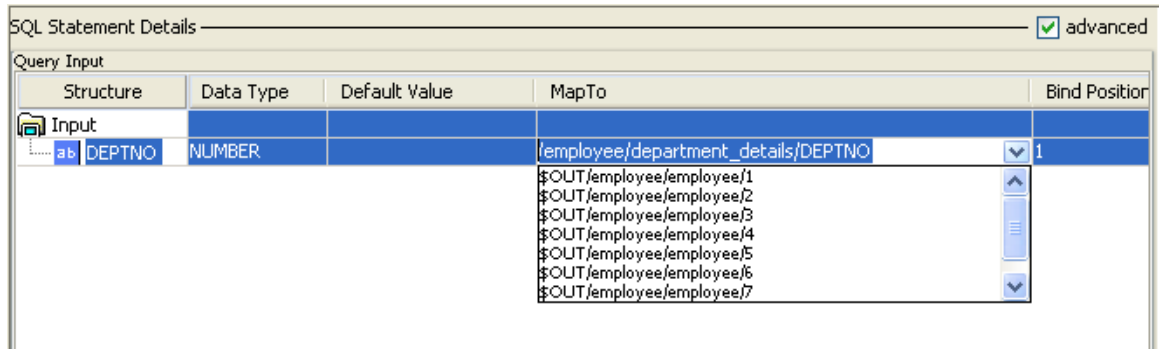 SQL Statement Details advanced
Query Input
Structure Data Type Default Value MapTo Bind Position
Input
ab DEPTNO NUMBER /employee/department_details/DEPTNO 1
$OUT/employee/employee/1
$OUT/employee/employee/2
$OUT/employee/employee/3
$OUT/employee/employee/4
$OUT/employee/employee/5
$OUT/employee/employee/6
$OUT/employee/employee/7